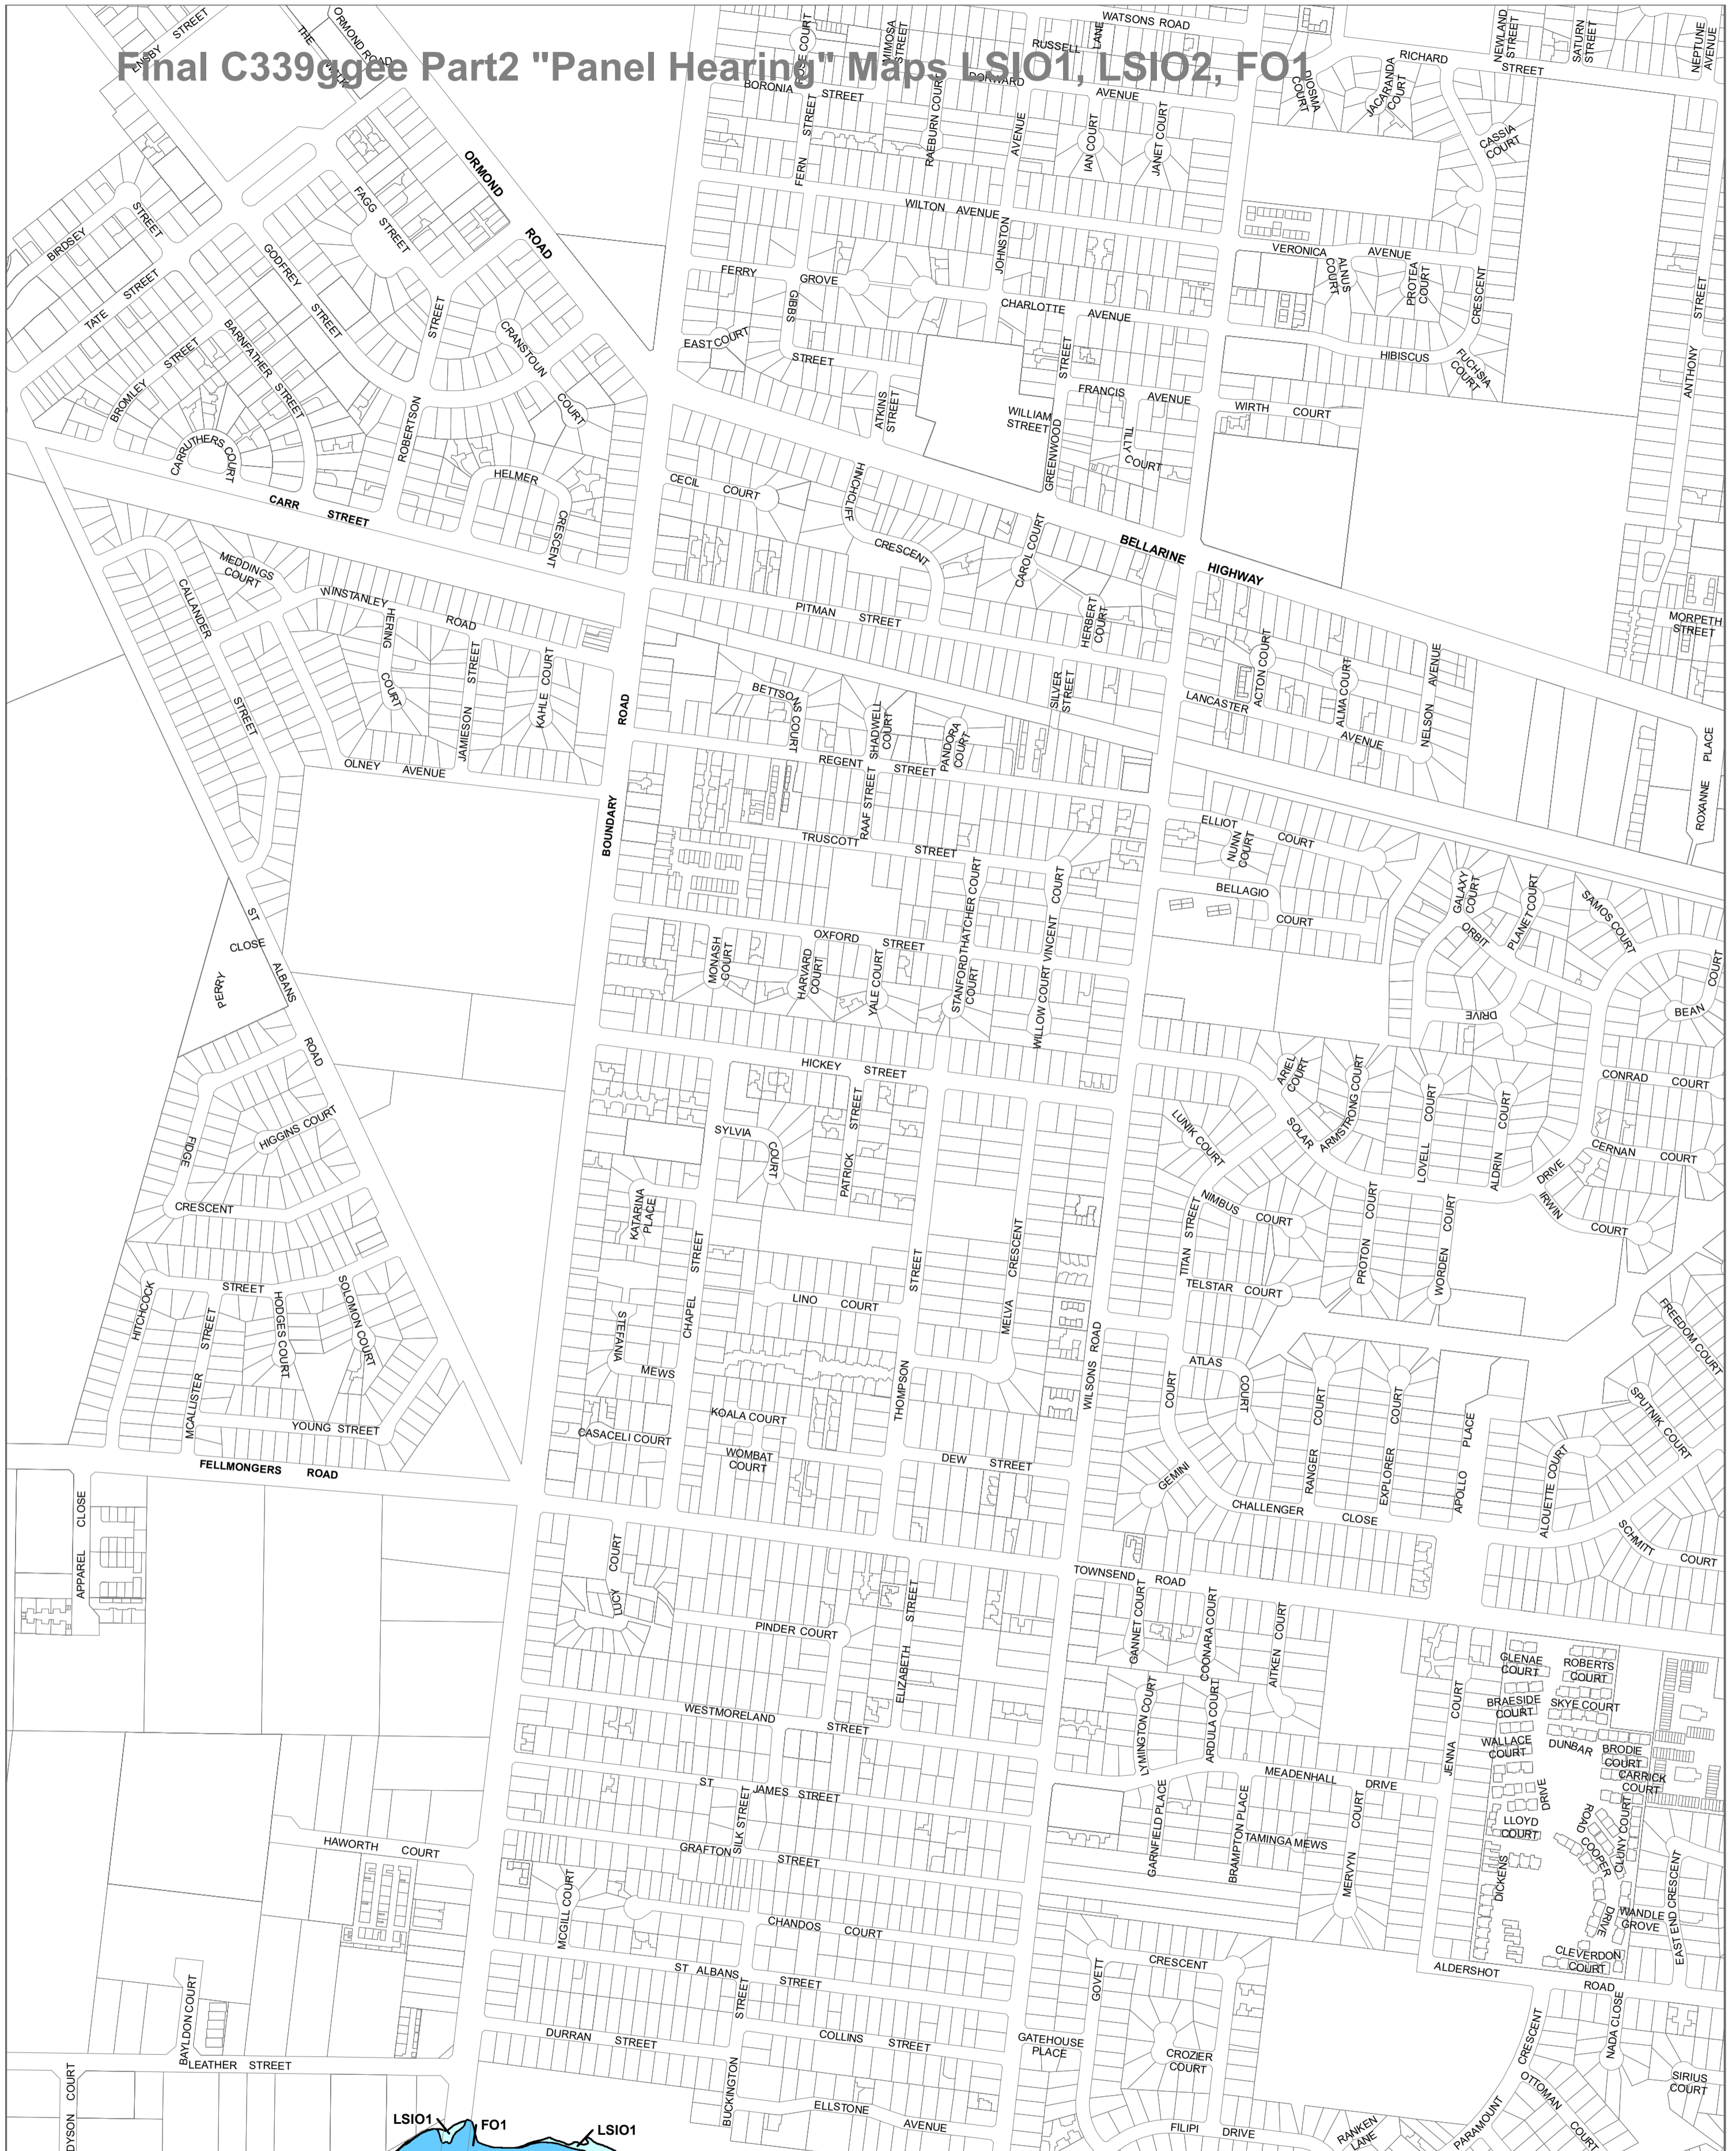 Final C339ggee Part2 "Panel Hearing" Maps LSIO1, LSIO2, FO1
ENSBY STREET
THE
ORMOND ROAD
MIMOSA STREET
WATSONS ROAD
RUSSELL LANE
DORWARD AVENUE
RICHARD STREET
NEWLAND STREET
SATURN STREET
NEPTUNE AVENUE
BORONIA STREET
FERN STREET
RAEBURN COURT
AVENUE
IAN COURT
JANET COURT
DIOSMA COURT
JACARANDA COURT
CASSIA COURT
ORMOND ROAD
FAGG STREET
WILTON AVENUE
JOHNSTON
BIRDSEY STREET
GODFREY STREET
TATE STREET
FERRY GROVE
GIBBS STREET
EAST COURT
CHARLOTTE AVENUE
VERONICA AVENUE
ALNUS COURT
PROTEA COURT
CRESCENT
HIBISCUS
FUCHSIA COURT
ANTHONY STREET
BARNFATHER STREET
BROMLEY STREET
CRANSTOUN COURT
ROBERTSON STREET
CARRUTHERS COURT
HELMER CRESCENT
CARR STREET
ATKINS STREET
WILLIAM STREET
GREENWOOD STREET
FRANCIS AVENUE
TILLY COURT
WIRTH COURT
CECIL COURT
HINCHCLIFF CRESCENT
CAROL COURT
BELLARINE HIGHWAY
PITMAN STREET
HERBERT COURT
MORPETH STREET
MEDDINGS COURT
CALLANDER STREET
WINSTANLEY ROAD
HERING COURT
JAMIESON STREET
KAHLE COURT
OLNEY AVENUE
BOUNDARY ROAD
BETTSONS COURT
SHADWELL COURT
PANDORA COURT
SILVER STREET
LANCASTER AVENUE
ACTON COURT
ALMA COURT
NELSON AVENUE
ROXANNE PLACE
REGENT STREET
RAAF STREET
TRUSCOTT STREET
ELLIOT COURT
NUNN COURT
BELLAGIO COURT
GALAXY COURT
PLANET COURT
SAMOS COURT
ORBIT DRIVE
BEAN COURT
ST ALBANS ROAD
PERRY CLOSE
OXFORD STREET
MONASH COURT
HARVARD COURT
YALE COURT
STANFORD COURT
THATCHER COURT
VINCENT COURT
WILLOW COURT
HICKEY STREET
ARIEL COURT
ARMSTRONG COURT
LOVELL COURT
ALDRIN COURT
CONRAD COURT
CERNAN COURT
HIGGINS COURT
FIDGE CRESCENT
SYLVIA COURT
PATRICK STREET
LUNIK COURT
SOLAR DRIVE
IRWIN COURT
KATARINA PLACE
CHAPEL STREET
THOMPSON STREET
MELVA CRESCENT
TITAN STREET
NIMBUS COURT
PROTON COURT
WORDEN COURT
TELSTAR COURT
HITCHCOCK STREET
MCALLISTER STREET
HODGES COURT
SOLOMON COURT
LINO COURT
STEFANIA MEWS
WILSONS ROAD
ATLAS COURT
FREEDOM COURT
SPUTNIK COURT
YOUNG STREET
FELLMONGERS ROAD
KOALA COURT
CASACELI COURT
WOMBAT COURT
DEW STREET
GEMINI COURT
RANGER COURT
EXPLORER COURT
APOLLO PLACE
ALOUETTE COURT
CHALLENGER CLOSE
SCHMITT COURT
APPAREL CLOSE
LUCY COURT
PINDER COURT
ELIZABETH STREET
TOWNSEND ROAD
GANNET COURT
COONARA COURT
AITKEN COURT
GLENAE COURT
ROBERTS COURT
BRAESIDE COURT
SKYE COURT
WALLACE COURT
DUNBAR DRIVE
BRODIE COURT
CARRICK COURT
WESTMORELAND STREET
LYMINGTON COURT
ARDULA COURT
JENNA COURT
MEADENHALL DRIVE
ST JAMES STREET
SILK STREET
GRAFTON STREET
GARNFIELD PLACE
BRAMPTON PLACE
TAMINGA MEWS
MERVYN COURT
LLOYD COURT
DICKENS ROAD
COOPER DRIVE
CLUNY COURT
WANDLE GROVE
EAST END CRESCENT
CLEVERDON COURT
HAWORTH COURT
MCGILL COURT
CHANDOS COURT
ST ALBANS STREET
GOVETT CRESCENT
ALDERSHOT ROAD
BAYLDON COURT
LEATHER STREET
DYSON COURT
DURRAN STREET
COLLINS STREET
BUCKINGTON STREET
ELLSTONE AVENUE
GATEHOUSE PLACE
CROZIER COURT
FILIPI DRIVE
RANKEN LANE
PARAMOUNT CRESCENT
OTTOMAN COURT
NADA CLOSE
SIRIUS COURT
LSIO1
FO1
LSIO1